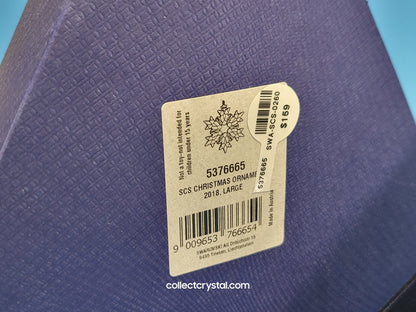 Not a toy-not intended for
children under 15 years
5376665
SCS CHRISTMAS ORNAME
2018, LARGE
Made in Austria
9 009653 766654
SWAROVSKI AG Dröschistr. 15
9495 Triesen, Liechtenstein
5376665
SWA-SCS-0260
$159
collectcrystal.com